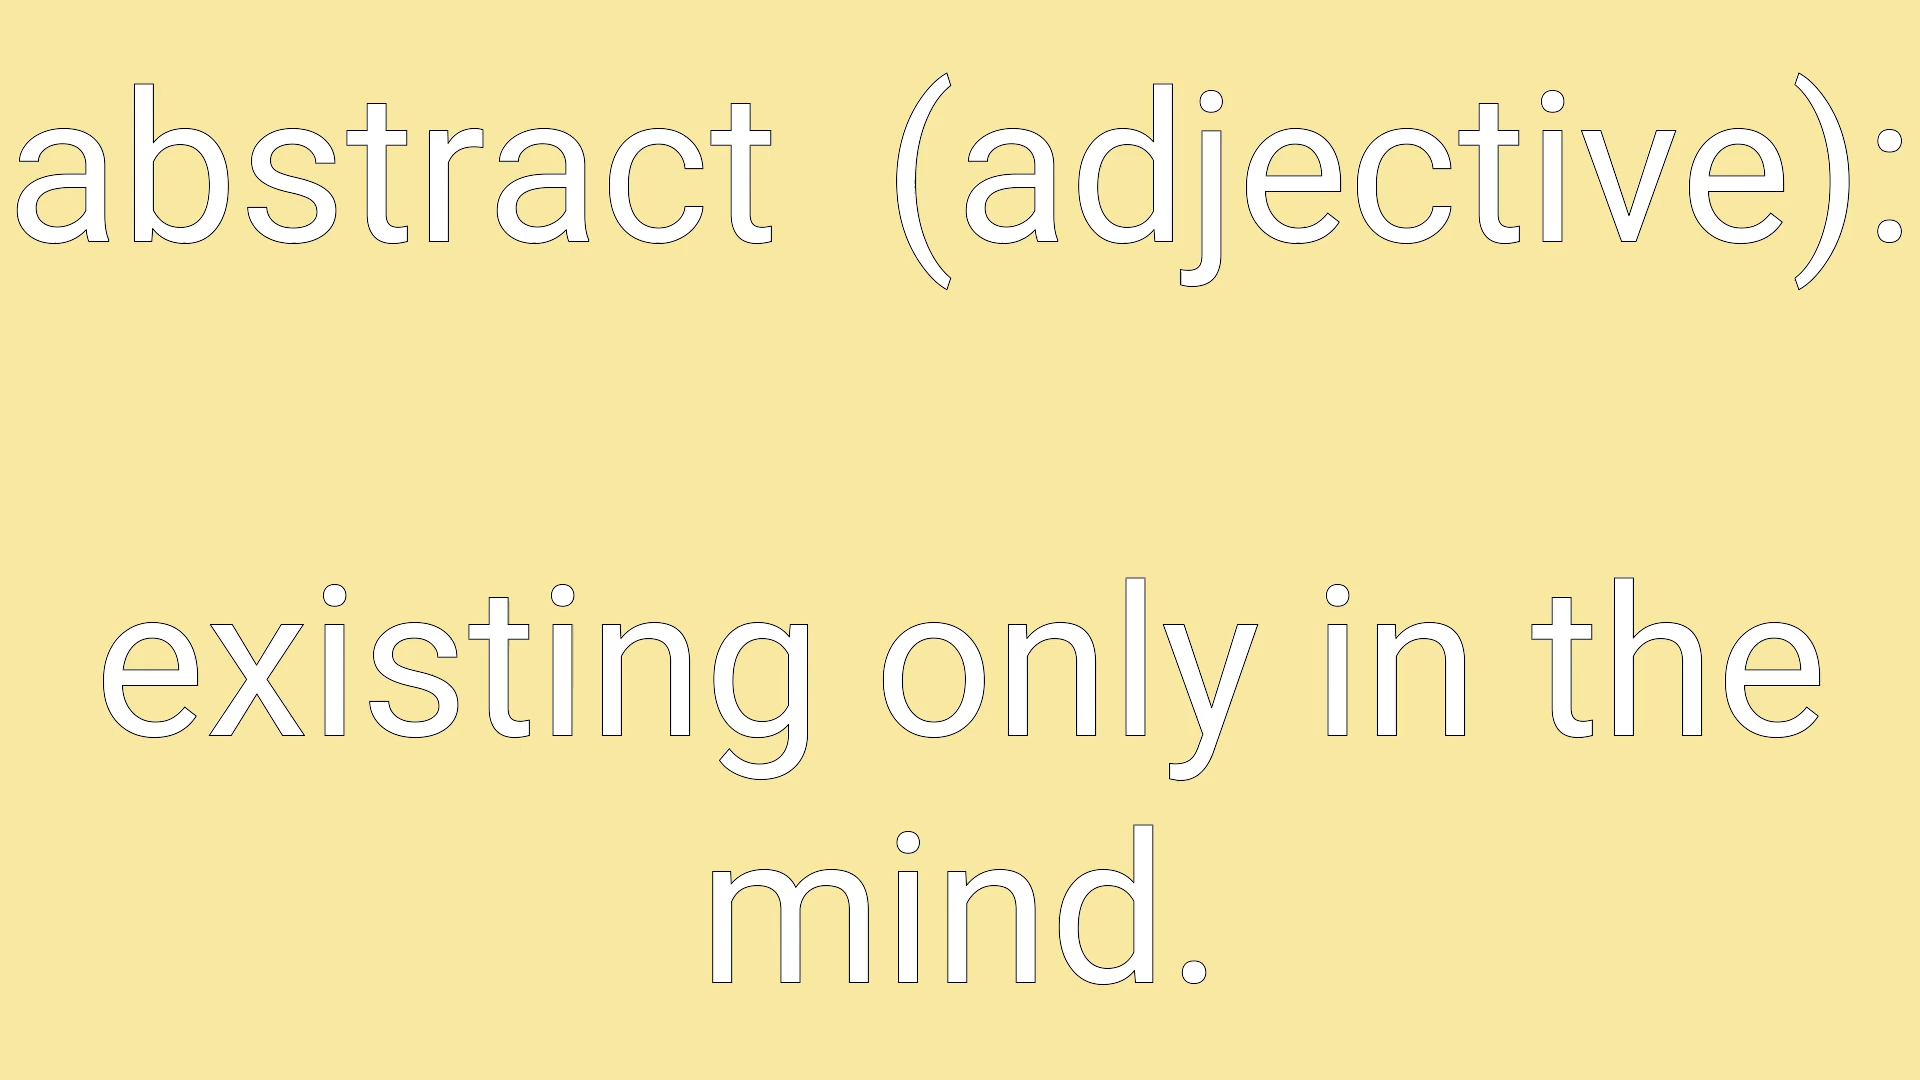 abstract  (adjective):
existing only in the
mind.